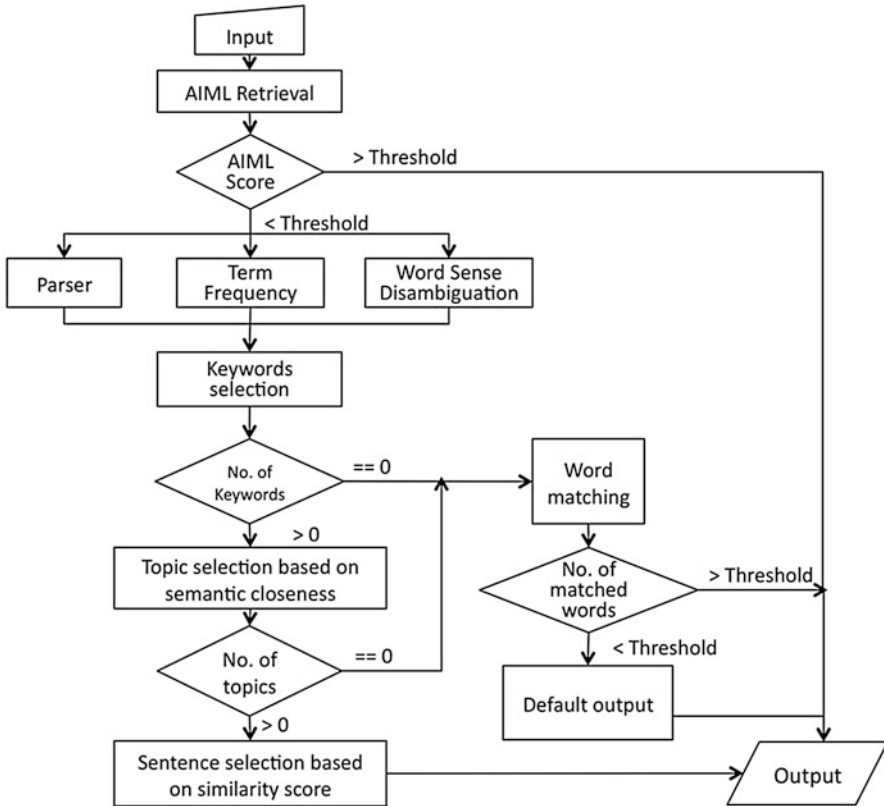 Input
AIML Retrieval
AIML
Score
> Threshold
< Threshold
Parser
Term
Frequency
Word Sense
Disambiguation
Keywords
selection
No. of
Keywords
== 0
> 0
Word
matching
Topic selection based on
semantic closeness
No. of
matched
words
> Threshold
< Threshold
No. of
topics
== 0
>0
Default output
Sentence selection based
on similarity score
Output